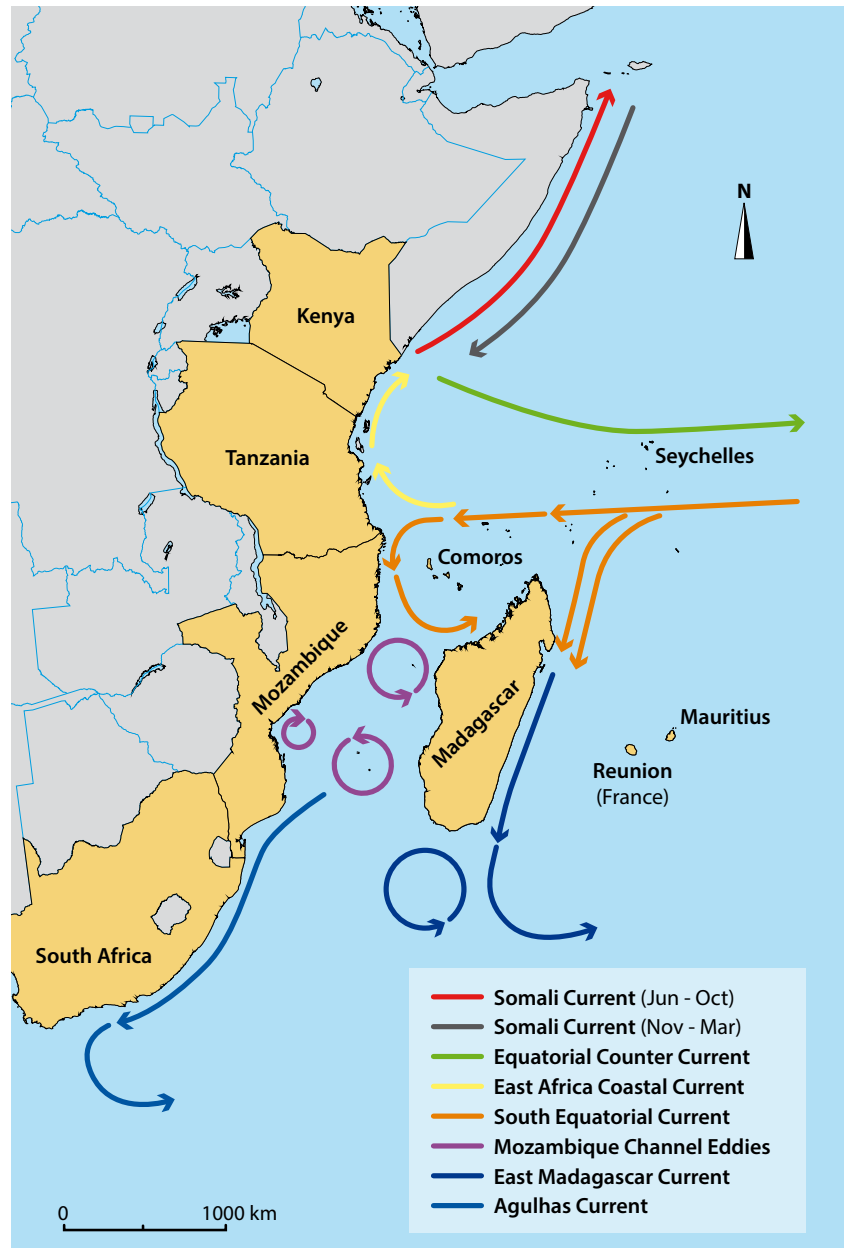 N
Kenya
Tanzania
Seychelles
Comoros
Mozambique
Madagascar
Mauritius
Reunion
(France)
South Africa
Somali Current (Jun - Oct)
Somali Current (Nov - Mar)
Equatorial Counter Current
East Africa Coastal Current
South Equatorial Current
Mozambique Channel Eddies
East Madagascar Current
Agulhas Current
0 1000 km